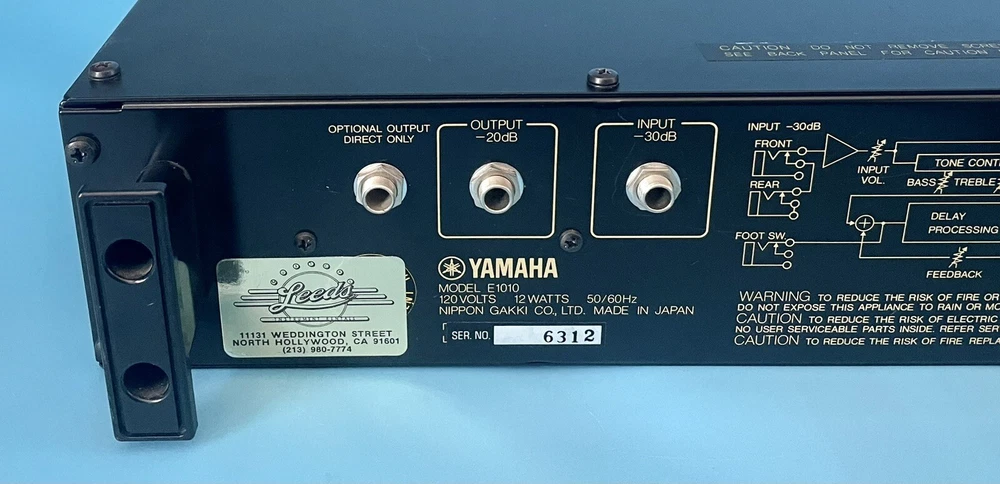 CAUTION DO NOT REMOVE SCRE
SEE BACK PANEL FOR CAUTION
OPTIONAL OUTPUT
DIRECT ONLY
OUTPUT
−20dB
INPUT
−30dB
INPUT −30dB
FRONT
REAR
INPUT
VOL.
TONE CONT
BASS TREBLE
FOOT SW.
DELAY
PROCESSING
FEEDBACK
YAMAHA
MODEL E1010
120 VOLTS 12 WATTS 50/60Hz
NIPPON GAKKI CO., LTD. MADE IN JAPAN
SER. NO. 6312
Leeds
11131 WEDDINGTON STREET
NORTH HOLLYWOOD, CA 91601
(213) 980-7774
WARNING TO REDUCE THE RISK OF FIRE OR
DO NOT EXPOSE THIS APPLIANCE TO RAIN OR MO
CAUTION TO REDUCE THE RISK OF ELECTRIC
NO USER SERVICEABLE PARTS INSIDE. REFER SER
CAUTION TO REDUCE THE RISK OF FIRE REPLA